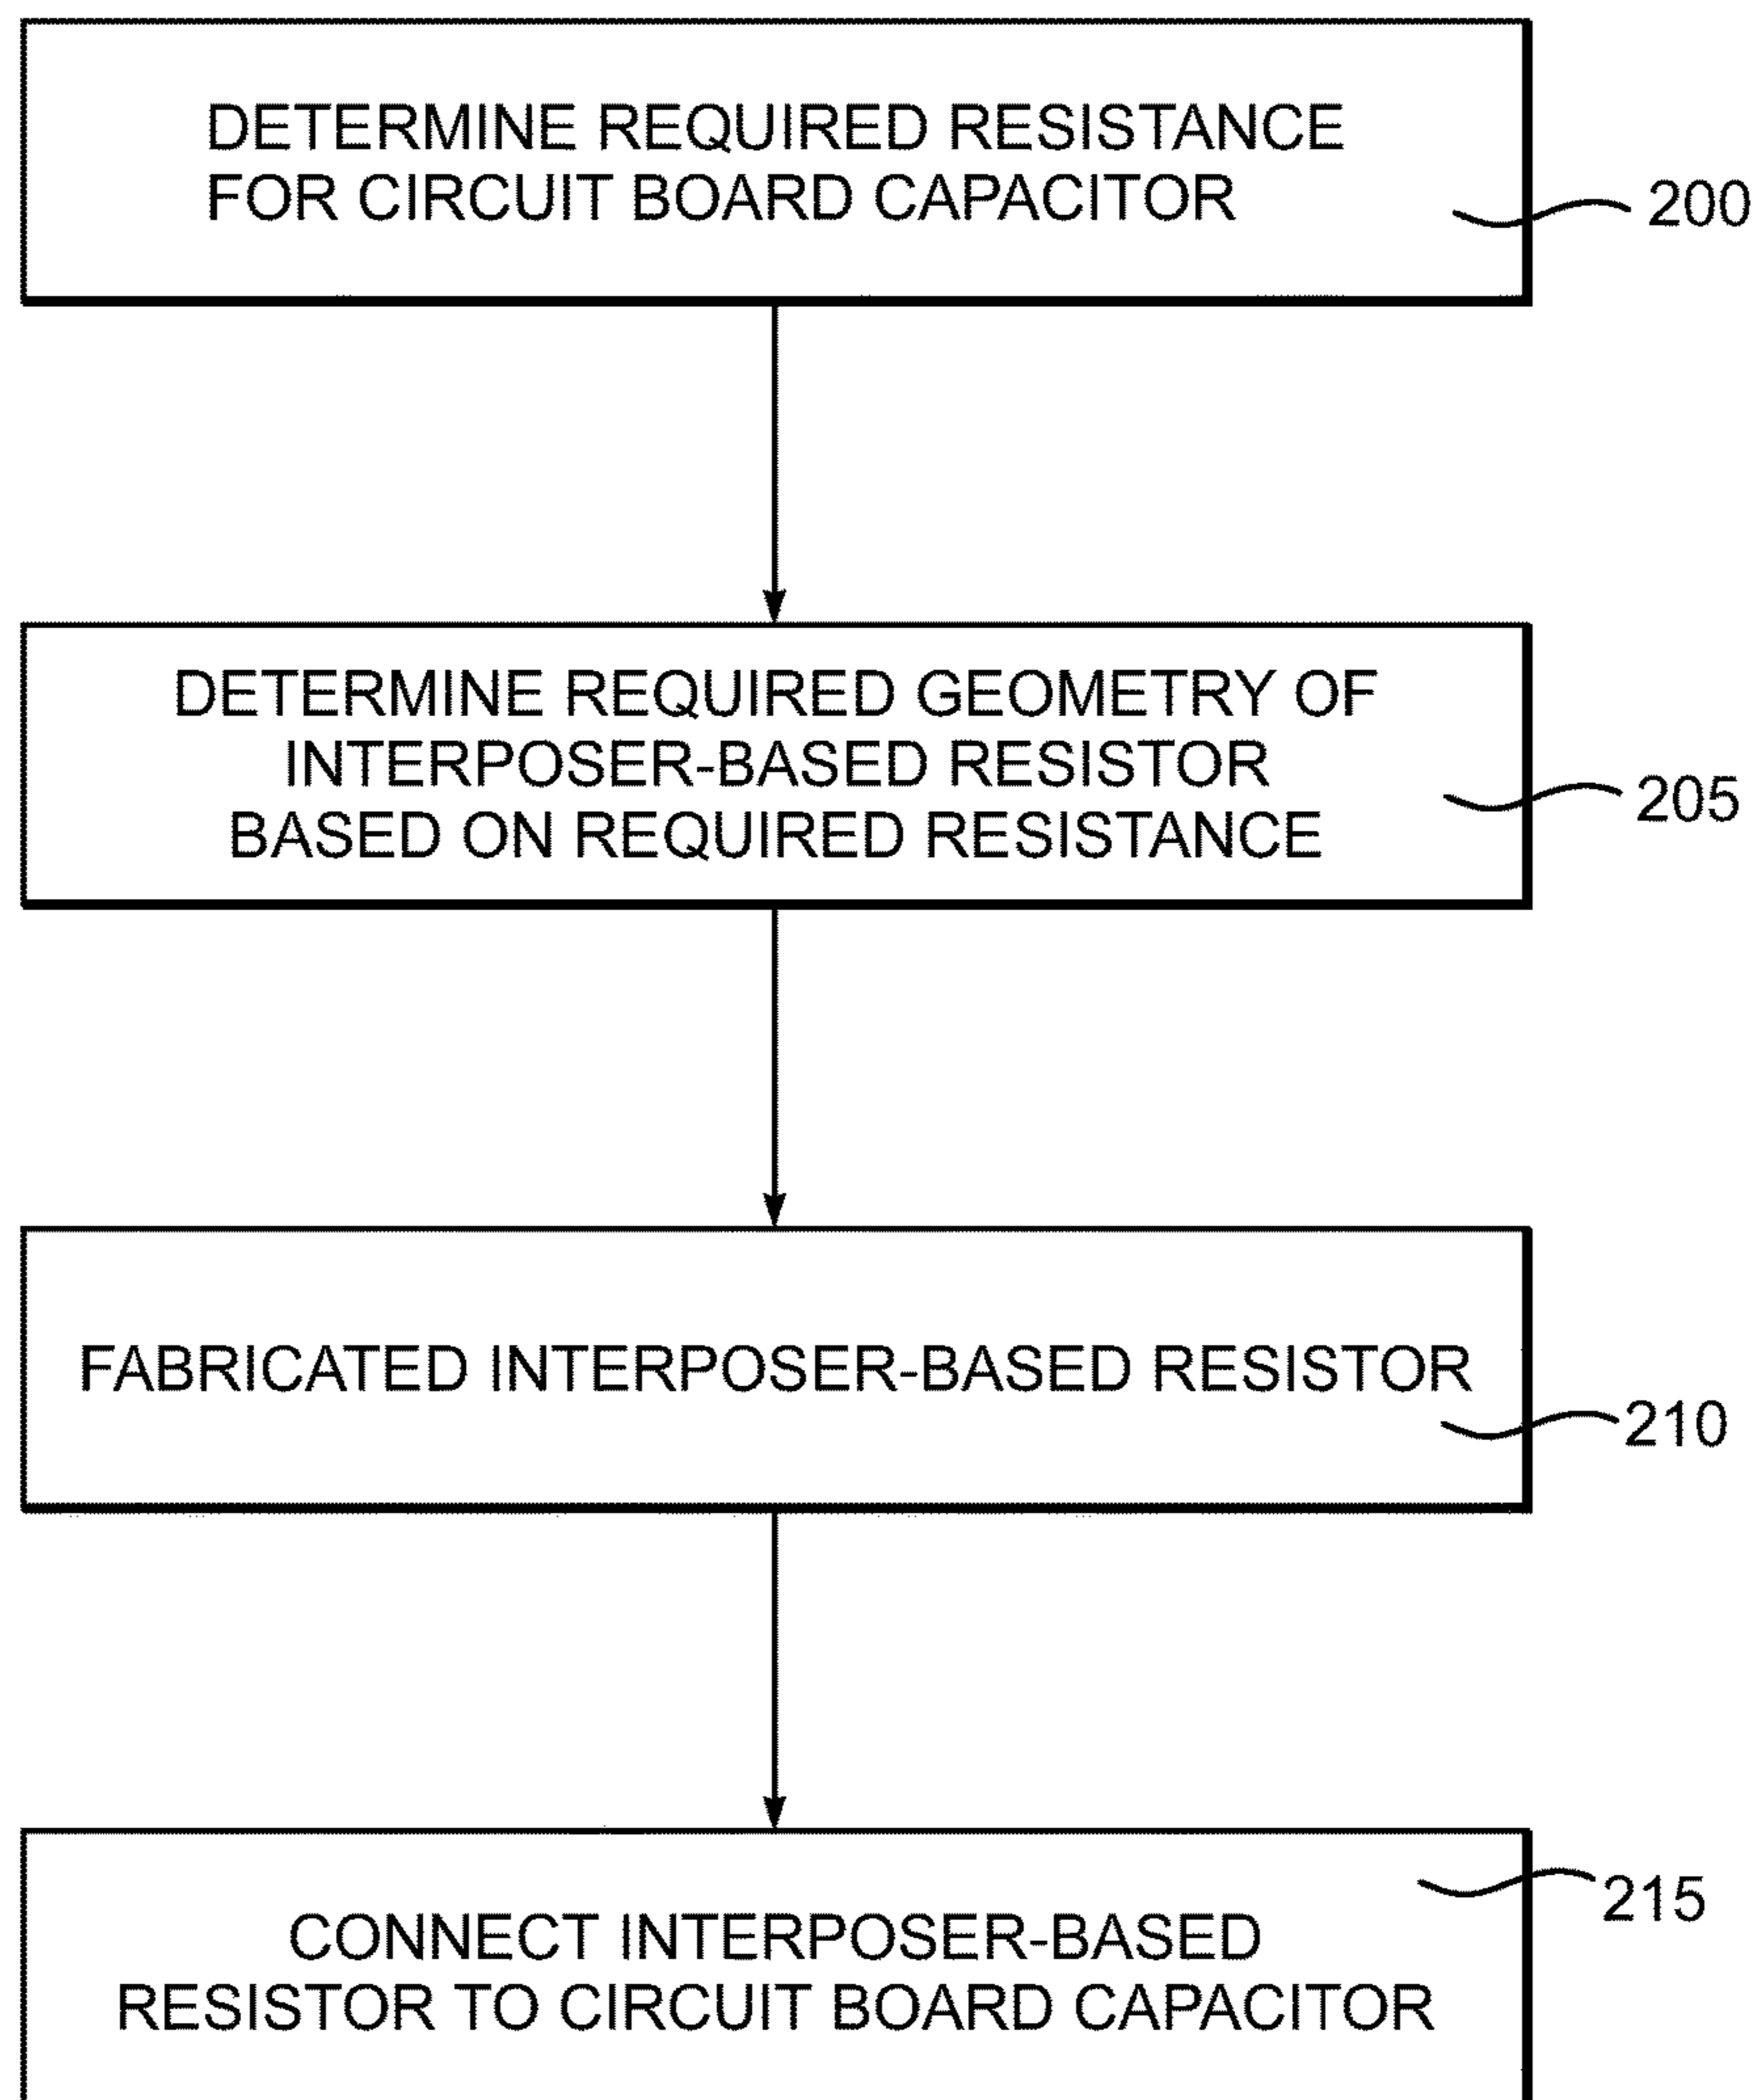 DETERMINE REQUIRED RESISTANCE
FOR CIRCUIT BOARD CAPACITOR
200
DETERMINE REQUIRED GEOMETRY OF
INTERPOSER-BASED RESISTOR
BASED ON REQUIRED RESISTANCE
205
FABRICATED INTERPOSER-BASED RESISTOR
210
215
CONNECT INTERPOSER-BASED
RESISTOR TO CIRCUIT BOARD CAPACITOR